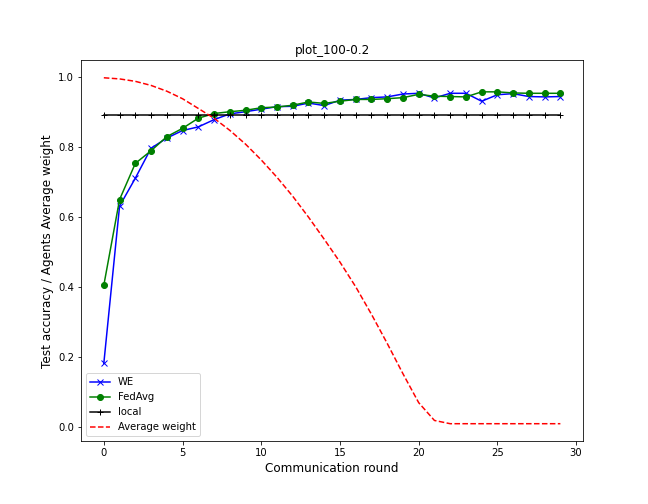 plot_100-0.2
Test accuracy / Agents Average weight
1.0
0.8
0.6
0.4
0.2
0.0
WE
FedAvg
local
Average weight
0 5 10 15 20 25 30
Communication round